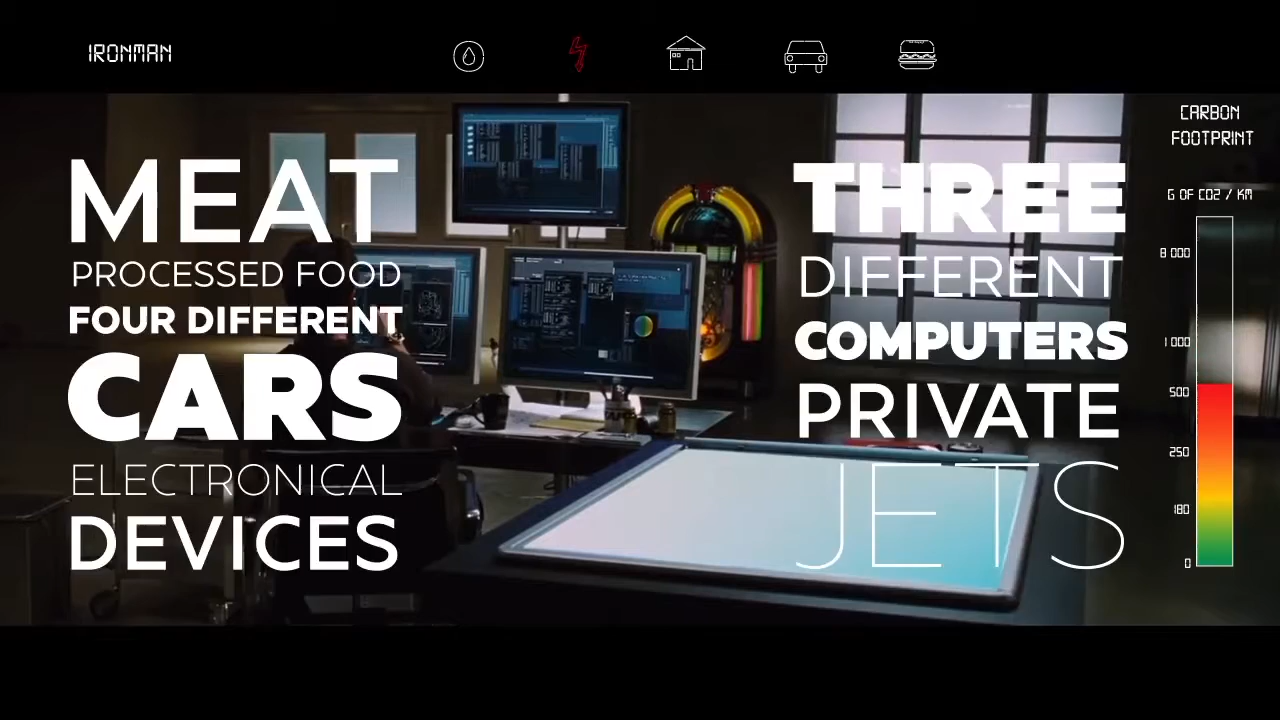 IRONMAN
CARBON
FOOTPRINT
MEAT
PROCESSED FOOD
FOUR DIFFERENT
CARS
ELECTRONICAL
DEVICES
THREE
DIFFERENT
COMPUTERS
PRIVATE
JETS
G OF CO2 / KM
8 000
1 000
500
250
180
0